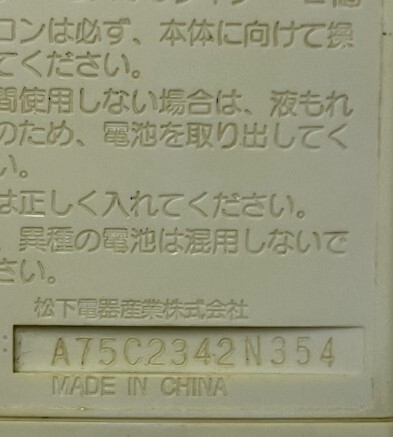 コンは必ず、本体に向けて操
てください。
間使用しない場合は、液もれ
のため、電池を取り出してく
い。
は正しく入れてください。
、異種の電池は混用しないで
さい。
松下電器産業株式会社
A75C2342N354
MADE IN CHINA